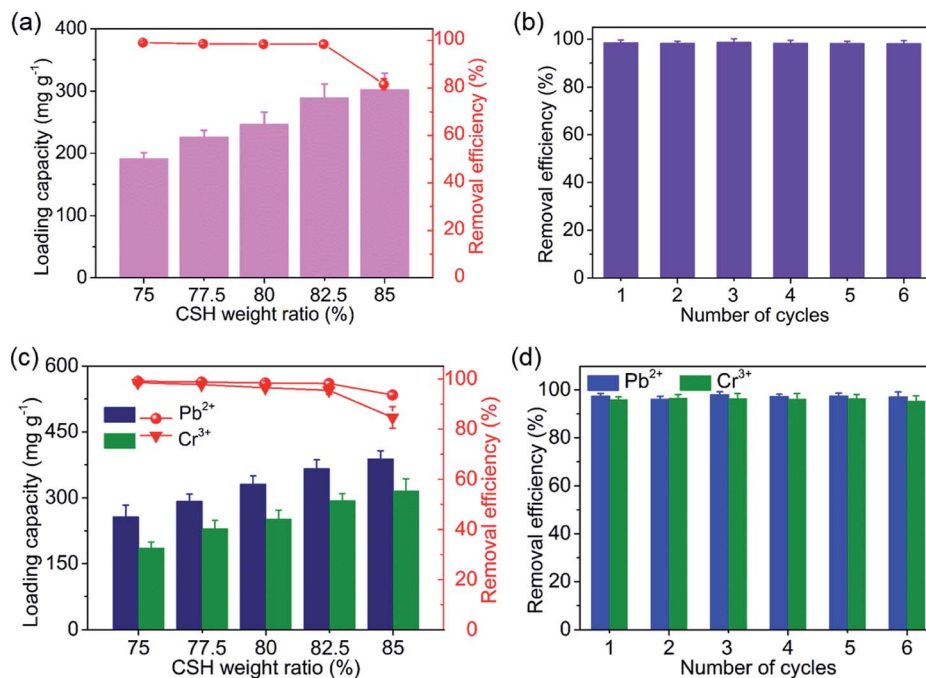 (a)
400
300
200
100
0
Loading capacity (mg g⁻¹)
75 77.5 80 82.5 85
CSH weight ratio (%)
100
80
60
40
20
0
Removal efficiency (%)
(b)
100
80
60
40
20
0
Removal efficiency (%)
1 2 3 4 5 6
Number of cycles
(c)
600
450
300
150
0
Loading capacity (mg g⁻¹)
Pb²⁺
Cr³⁺
75 77.5 80 82.5 85
CSH weight ratio (%)
100
80
60
40
20
0
Removal efficiency (%)
(d)
100
80
60
40
20
0
Removal efficiency (%)
Pb²⁺ Cr³⁺
1 2 3 4 5 6
Number of cycles